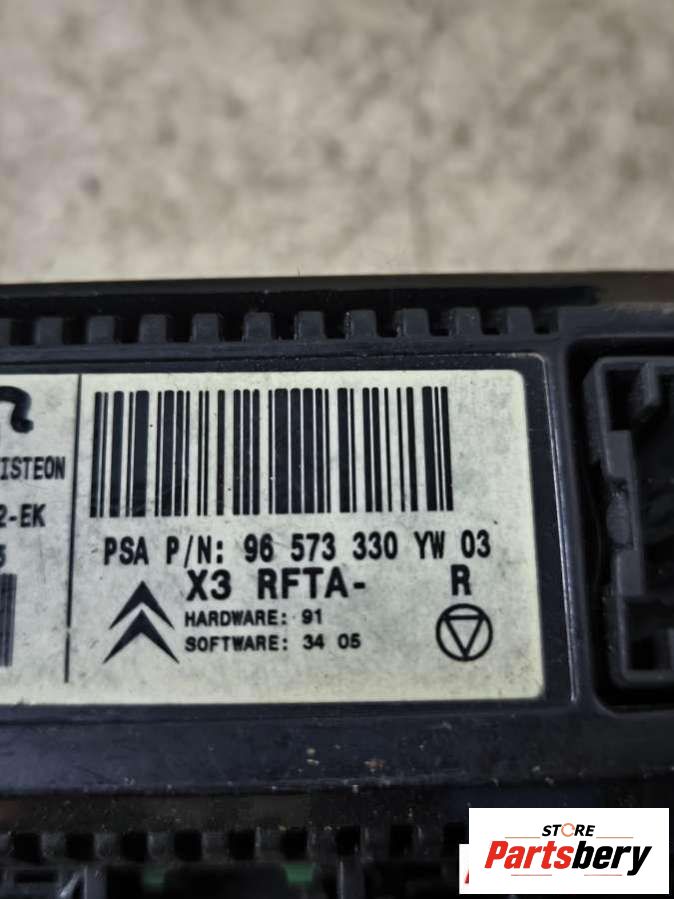 ISTEON
2-EK
PSA P/N: 96 573 330 YW 03
X3 RFTA- R
HARDWARE: 91
SOFTWARE: 34 05
STORE
Partsbery